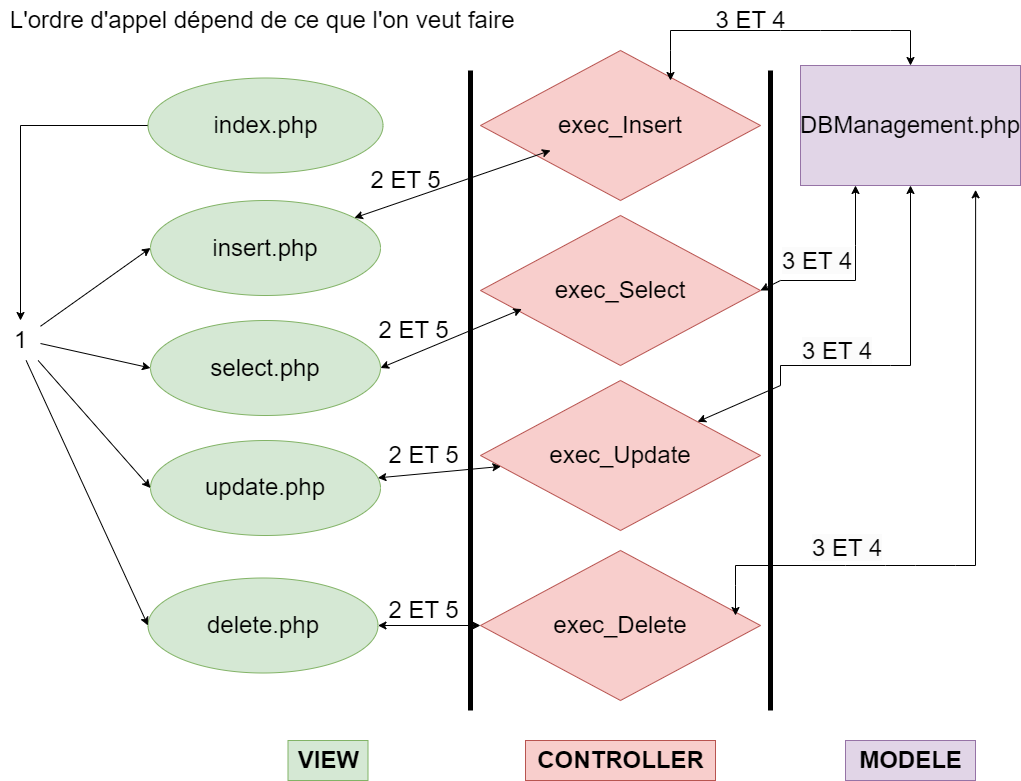 L'ordre d'appel dépend de ce que l'on veut faire
3 ET 4
index.php
exec_Insert
DBManagement.php
2 ET 5
insert.php
3 ET 4
exec_Select
2 ET 5
1
select.php
3 ET 4
2 ET 5
exec_Update
update.php
3 ET 4
2 ET 5
delete.php
exec_Delete
VIEW
CONTROLLER
MODELE